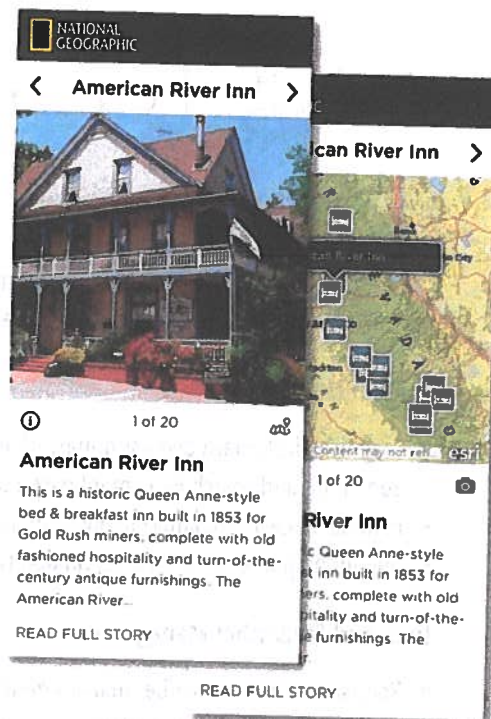 NATIONAL
GEOGRAPHIC
American River Inn
1 of 20
American River Inn
This is a historic Queen Anne-style
bed & breakfast inn built in 1853 for
Gold Rush miners, complete with old
fashioned hospitality and turn-of-the-
century antique furnishings. The
American River...
READ FULL STORY
ican River Inn
can River Inn
Content may not refl...
esri
1 of 20
River Inn
c Queen Anne-style
st inn built in 1853 for
ers, complete with old
pitality and turn-of-the-
e furnishings. The
r.
READ FULL STORY